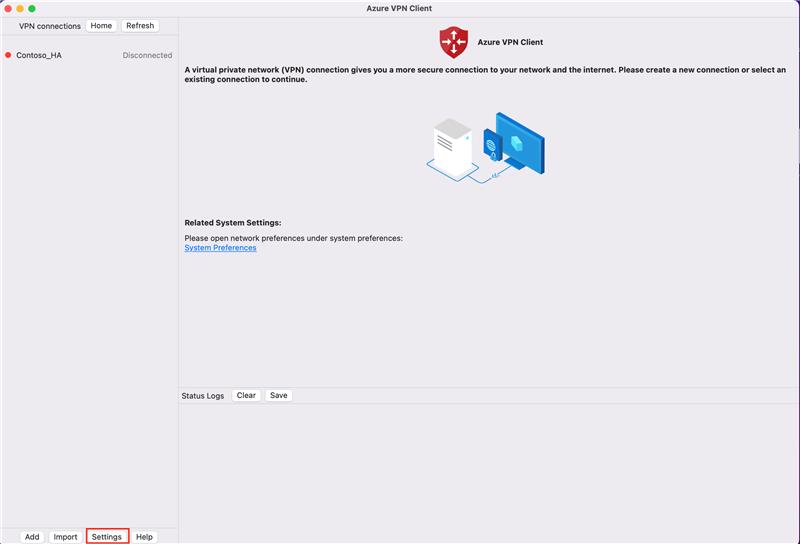 Azure VPN Client
VPN connections Home Refresh
Contoso_HA Disconnected
Azure VPN Client
A virtual private network (VPN) connection gives you a more secure connection to your network and the internet. Please create a new connection or select an
existing connection to continue.
Related System Settings:
Please open network preferences under system preferences:
System Preferences
Status Logs Clear Save
Add Import Settings Help